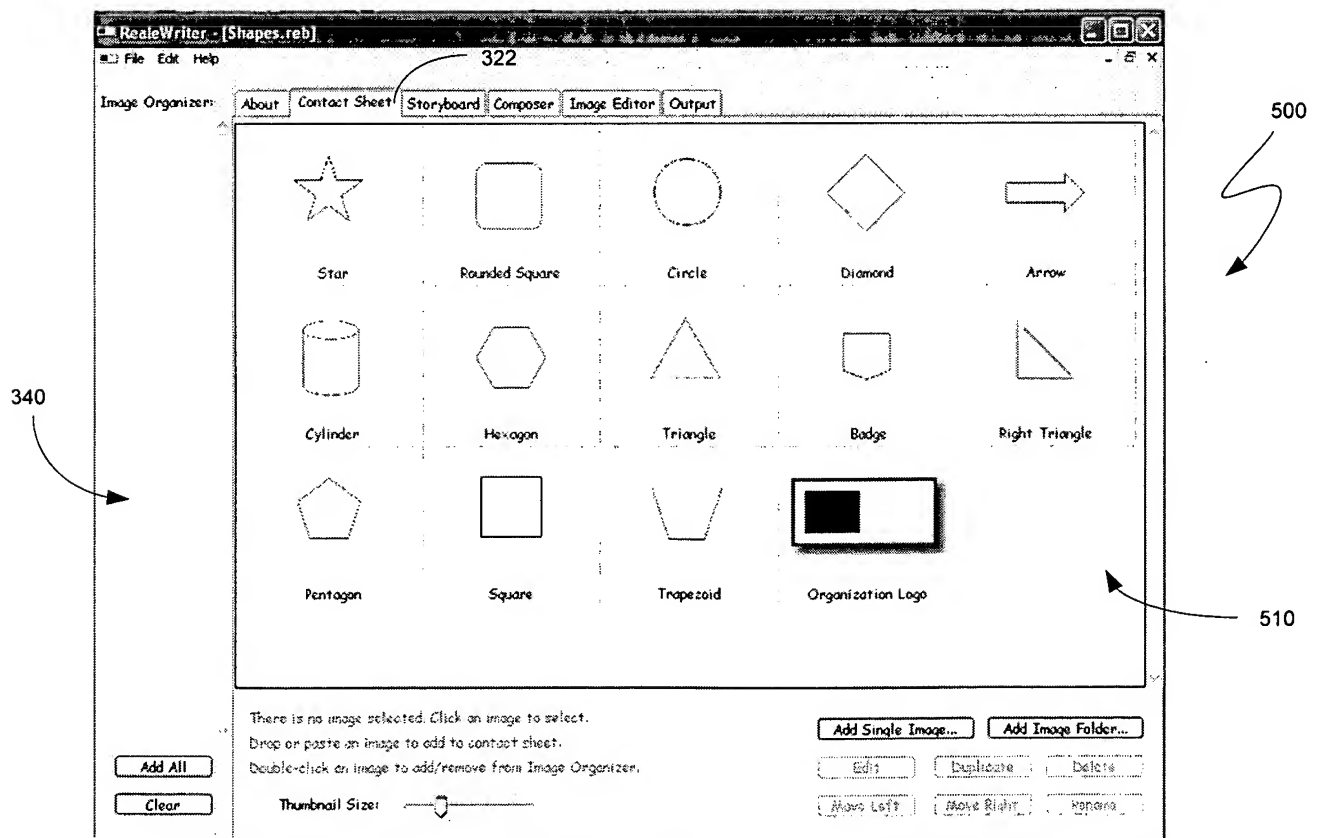 RealeWriter - [Shapes.reb]
File Edit Help
322
Image Organizer:
About Contact Sheet Storyboard Composer Image Editor Output
500
Star Rounded Square Circle Diamond Arrow
Cylinder Hexagon Triangle Badge Right Triangle
340
Pentagon Square Trapezoid Organization Logo
510
There is no image selected. Click an image to select.
Drop or paste an image to add to contact sheet.
Double-click an image to add/remove from Image Organizer.
Add Single Image... Add Image Folder...
Add All
Edit Duplicate Delete
Clear
Thumbnail Size:
Move Left Move Right Rename